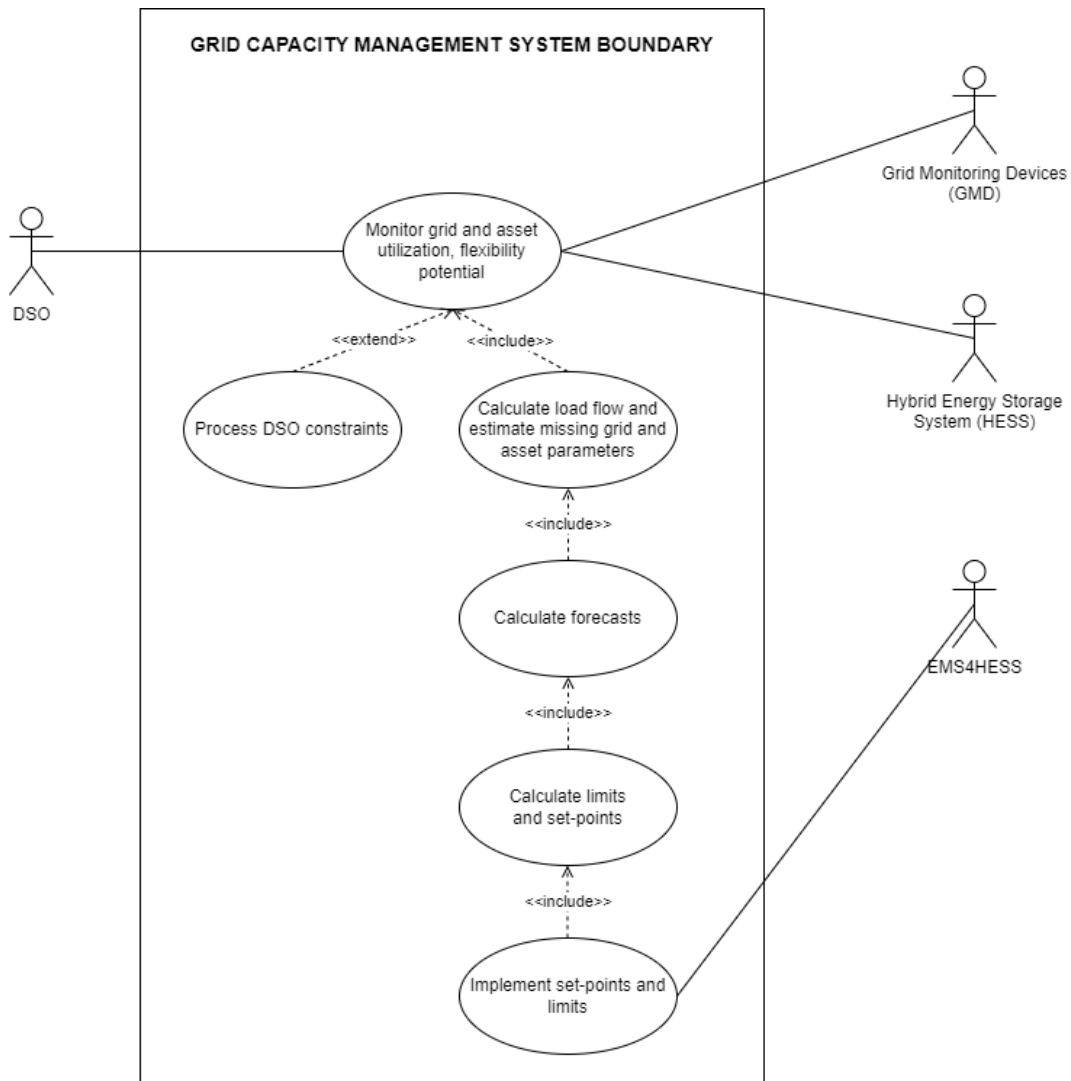 GRID CAPACITY MANAGEMENT SYSTEM BOUNDARY
Grid Monitoring Devices
(GMD)
Monitor grid and asset
utilization, flexibility
potential
DSO
<<extend>>
<<include>>
Process DSO constraints
Calculate load flow and
estimate missing grid and
asset parameters
Hybrid Energy Storage
System (HESS)
<<include>>
Calculate forecasts
EMS4HESS
<<include>>
Calculate limits
and set-points
<<include>>
Implement set-points and
limits